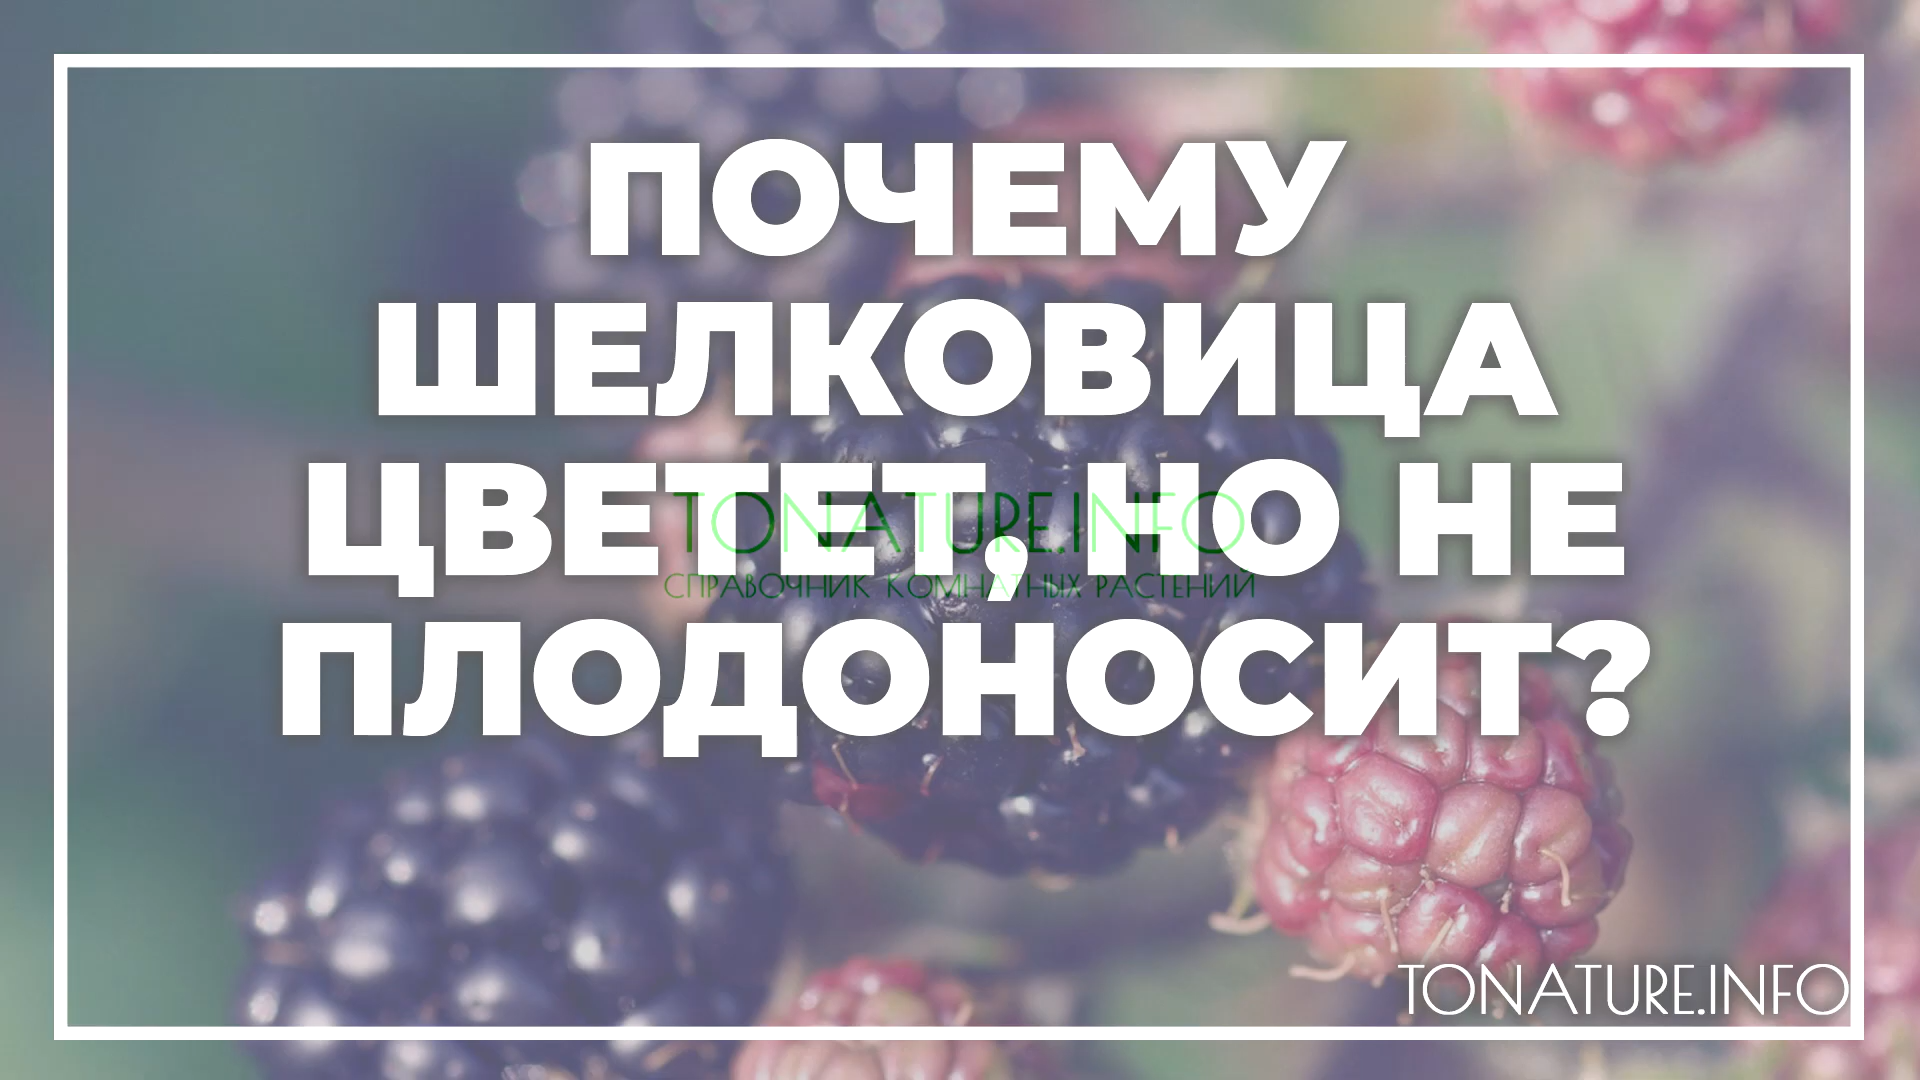 ПОЧЕМУ
ШЕЛКОВИЦА
ЦВЕТЕТ, НО НЕ
TONATURE.INFO
СПРАВОЧНИК КОМНАТНЫХ РАСТЕНИЙ
ПЛОДОНОСИТ?
TONATURE.INFO